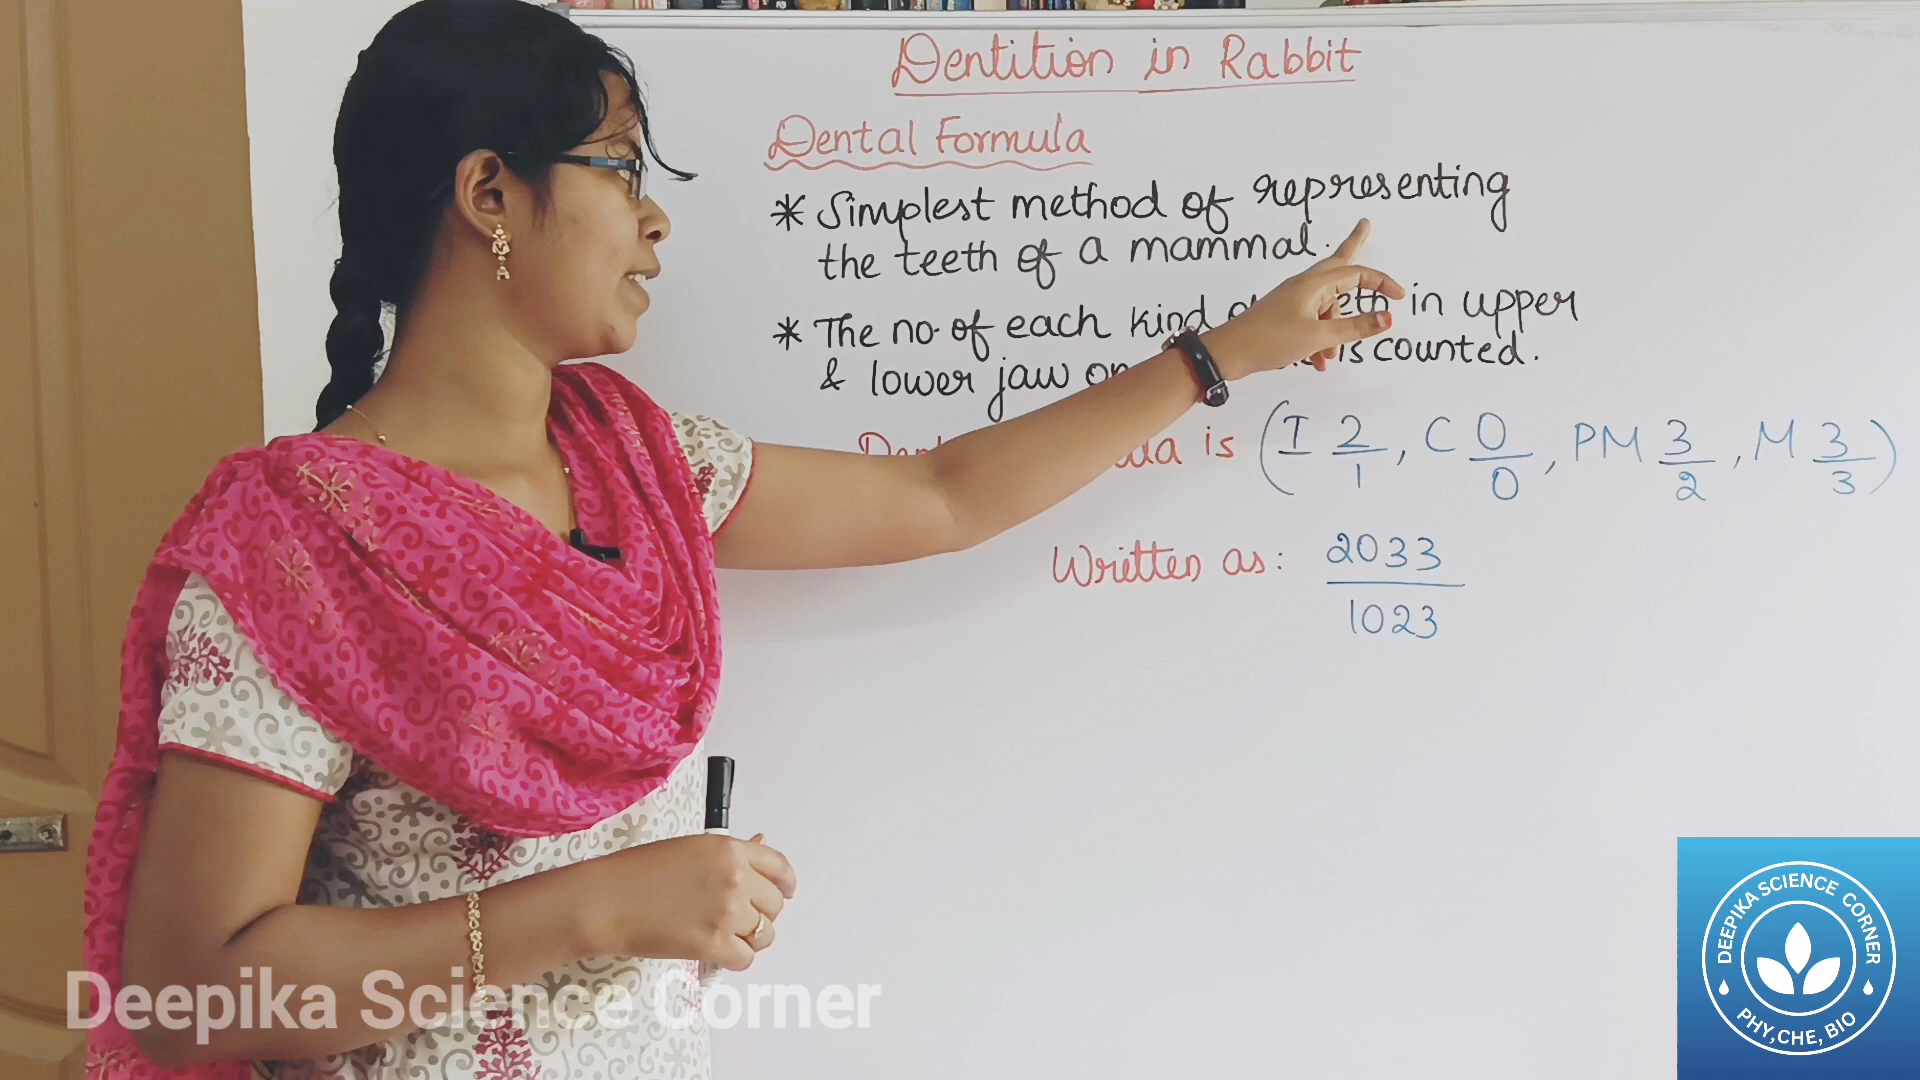 Dentition in Rabbit
Dental Formula
* Simplest method of representing
the teeth of a mammal.
* The no. of each kind in upper
& lower jaw is counted.
is (I 2/1, C 0/0, PM 3/2, M 3/3)
Written as: 2033
1023
Deepika Science Corner
DEEPIKA SCIENCE CORNER
PHY,CHE, BIO